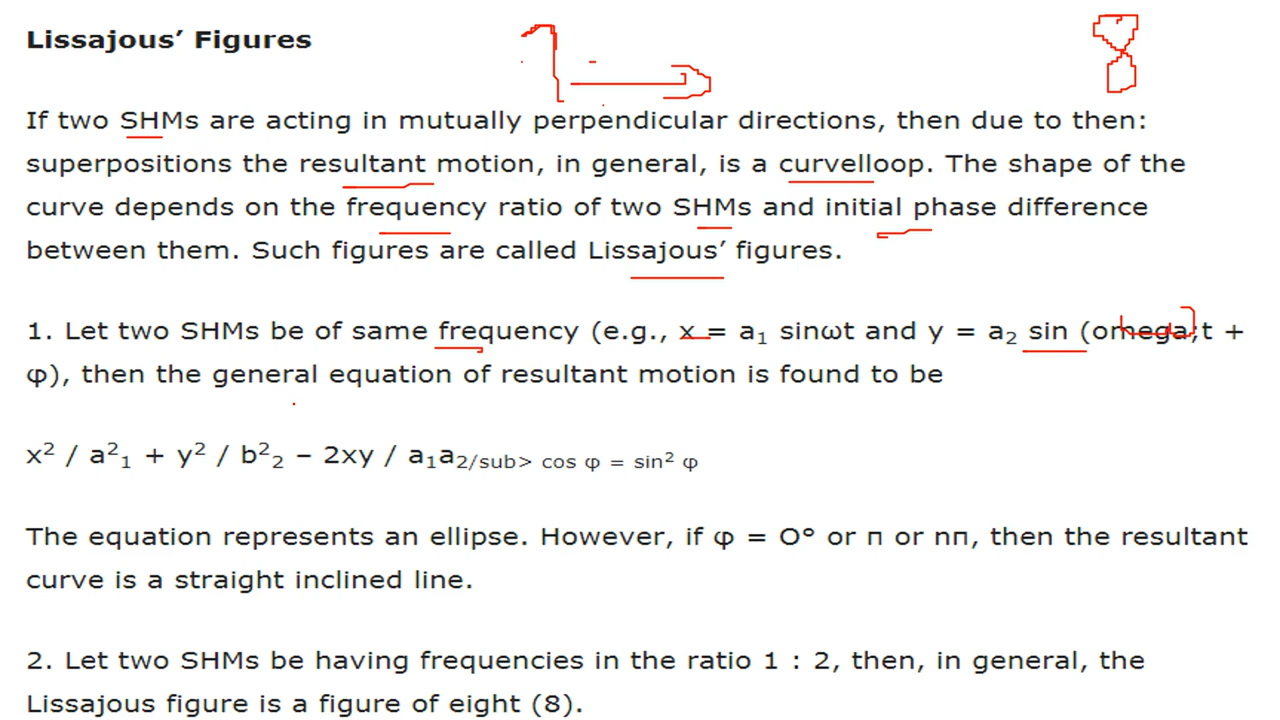 Lissajous’ Figures
8
If two SHMs are acting in mutually perpendicular directions, then due to then:
superpositions the resultant motion, in general, is a curvelloop. The shape of the
curve depends on the frequency ratio of two SHMs and initial phase difference
between them. Such figures are called Lissajous’ figures.
1. Let two SHMs be of same frequency (e.g., x = a₁ sinωt and y = a₂ sin (omega;t +
φ), then the general equation of resultant motion is found to be
x² / a²₁ + y² / b²₂ – 2xy / a₁a₂/sub> cos φ = sin² φ
The equation represents an ellipse. However, if φ = O° or п or nп, then the resultant
curve is a straight inclined line.
2. Let two SHMs be having frequencies in the ratio 1 : 2, then, in general, the
Lissajous figure is a figure of eight (8).